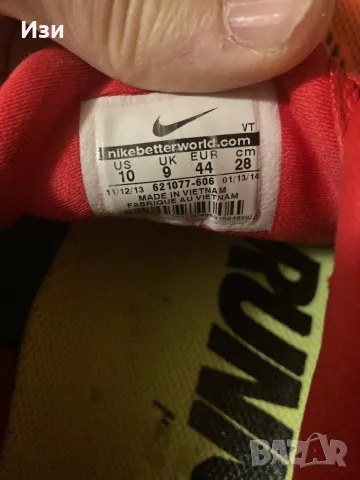 Изи
VT
nikebetterworld.com
US UK EUR cm
10 9 44 28
11/12/13 621077-606 01/13/14
MADE IN VIETNAM
FABRIQUE AU VIETNAM
RUNN
BAZAR